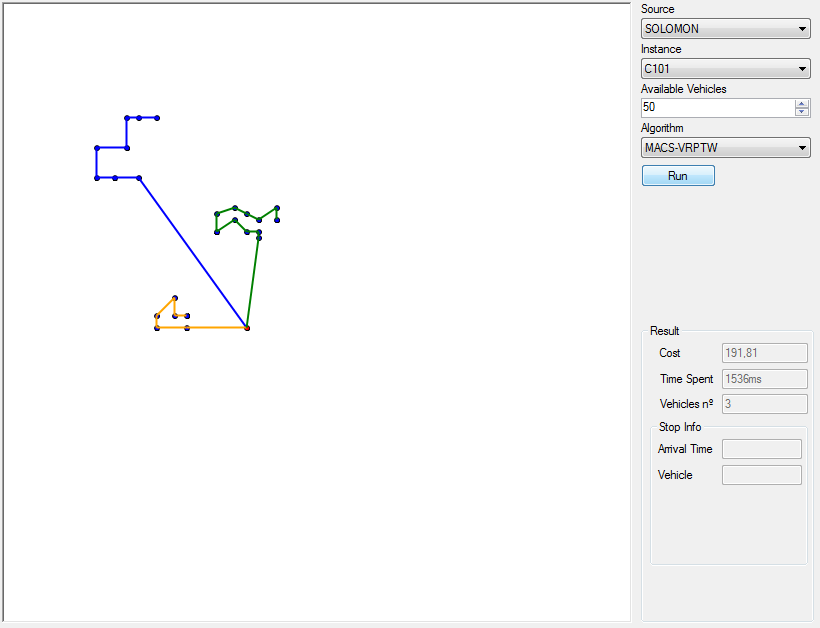 Source
SOLOMON
Instance
C101
Available Vehicles
50
Algorithm
MACS-VRPTW
Run
Result
Cost 191,81
Time Spent 1536ms
Vehicles nº 3
Stop Info
Arrival Time
Vehicle